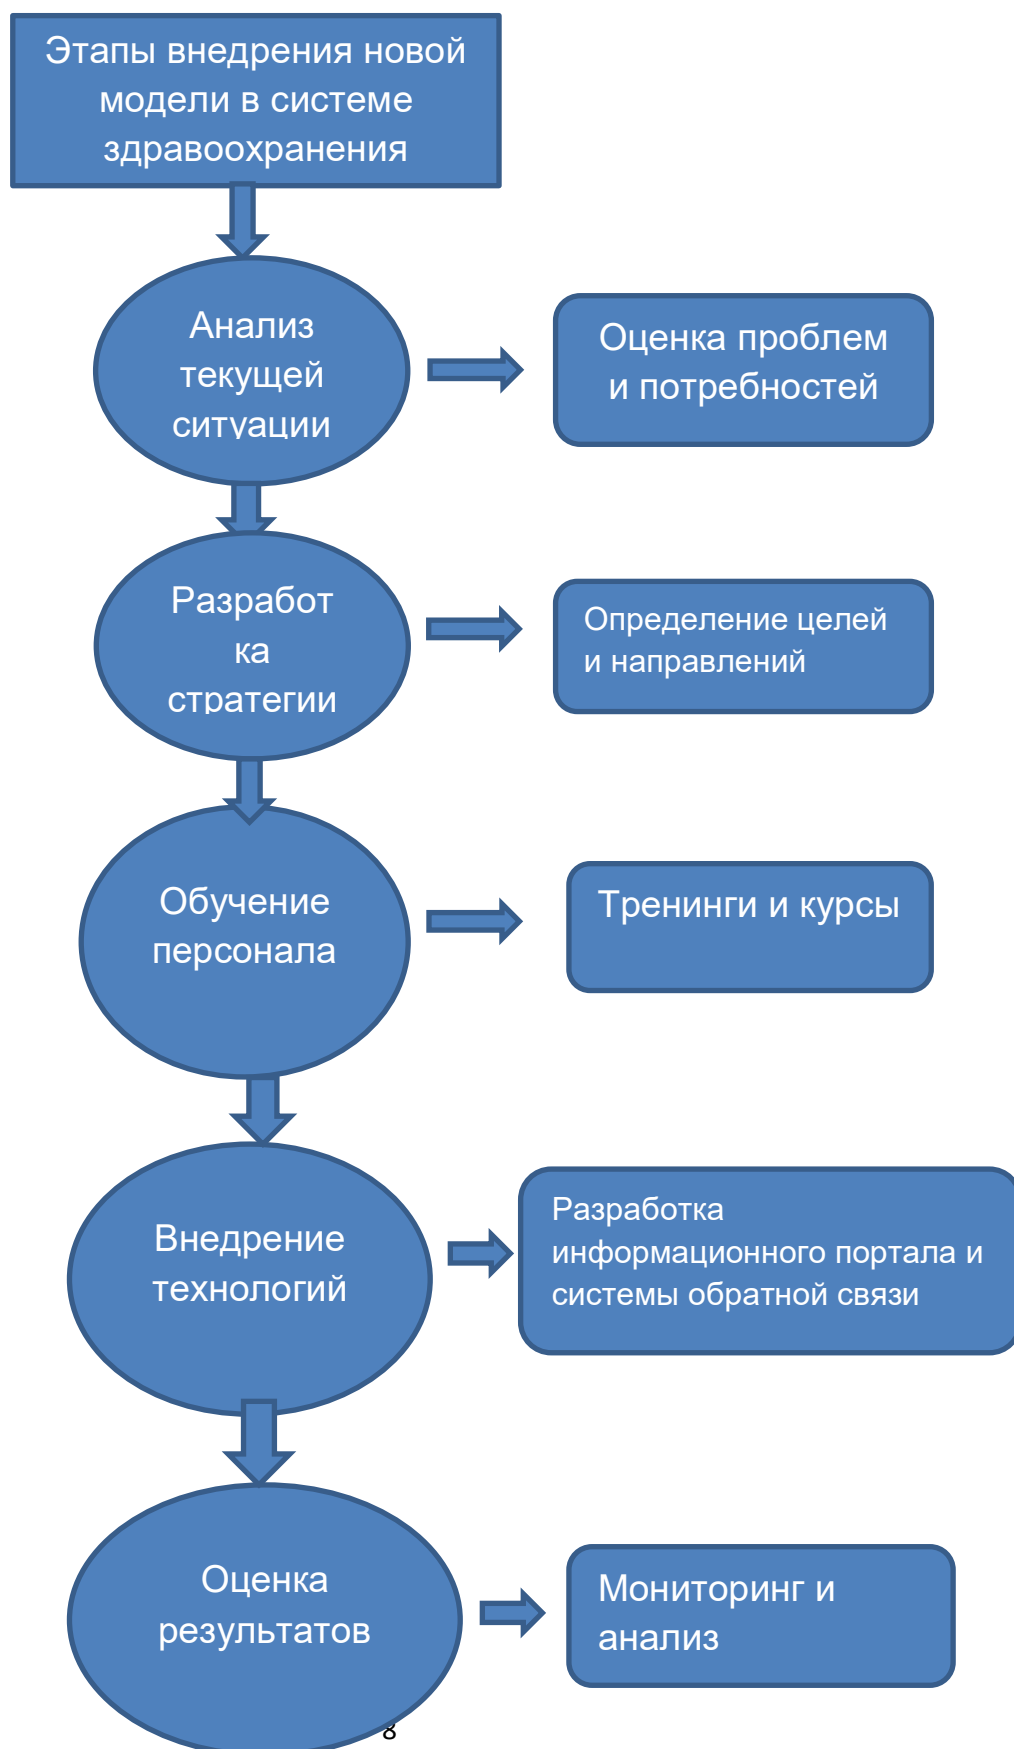 Этапы внедрения новой
модели в системе
здравоохранения
Анализ
текущей
ситуации
Оценка проблем
и потребностей
Разработ
ка
стратегии
Определение целей
и направлений
Обучение
персонала
Тренинги и курсы
Внедрение
технологий
Разработка
информационного портала и
системы обратной связи
Оценка
результатов
Мониторинг и
анализ
8